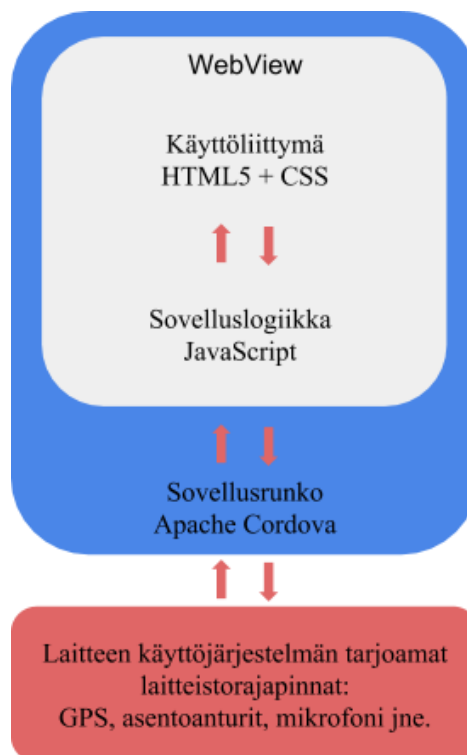 WebView
Käyttöliittymä
HTML5 + CSS
Sovelluslogiikka
JavaScript
Sovellusrunko
Apache Cordova
Laitteen käyttöjärjestelmän tarjoamat
laitteistorajapinnat:
GPS, asentoanturit, mikrofoni jne.